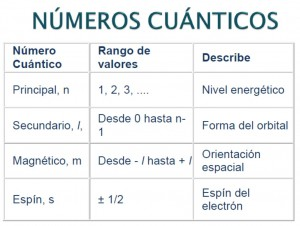 NÚMEROS CUÁNTICOS
Número Rango de Describe
Cuántico valores
Principal, n 1, 2, 3, .... Nivel energético
Secundario, l, Desde 0 hasta n- Forma del orbital
1
Magnético, m Desde - l hasta + l Orientación
espacial
Espín, s ± 1/2 Espín del
electrón